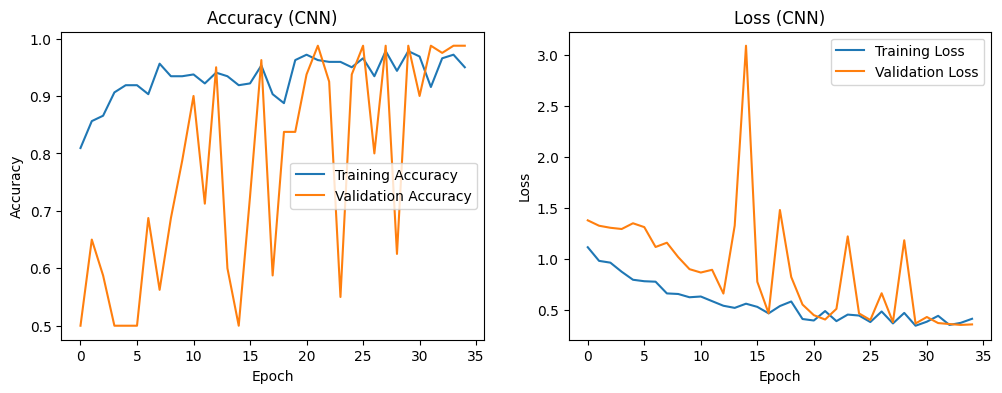 Accuracy (CNN)
1.0
0.9
0.8
0.7
0.6
0.5
Accuracy
Training Accuracy
Validation Accuracy
0 5 10 15 20 25 30 35
Epoch
Loss (CNN)
3.0
2.5
2.0
1.5
1.0
0.5
Loss
Training Loss
Validation Loss
0 5 10 15 20 25 30 35
Epoch